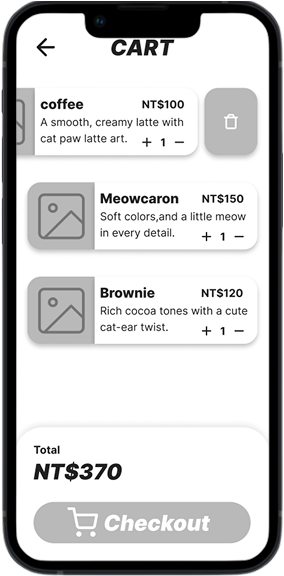 CART
coffee NT$100
A smooth, creamy latte with
cat paw latte art. + 1 −
Meowcaron NT$150
Soft colors,and a little meow
in every detail. + 1 −
Brownie NT$120
Rich cocoa tones with a cute
cat-ear twist. + 1 −
Total
NT$370
Checkout